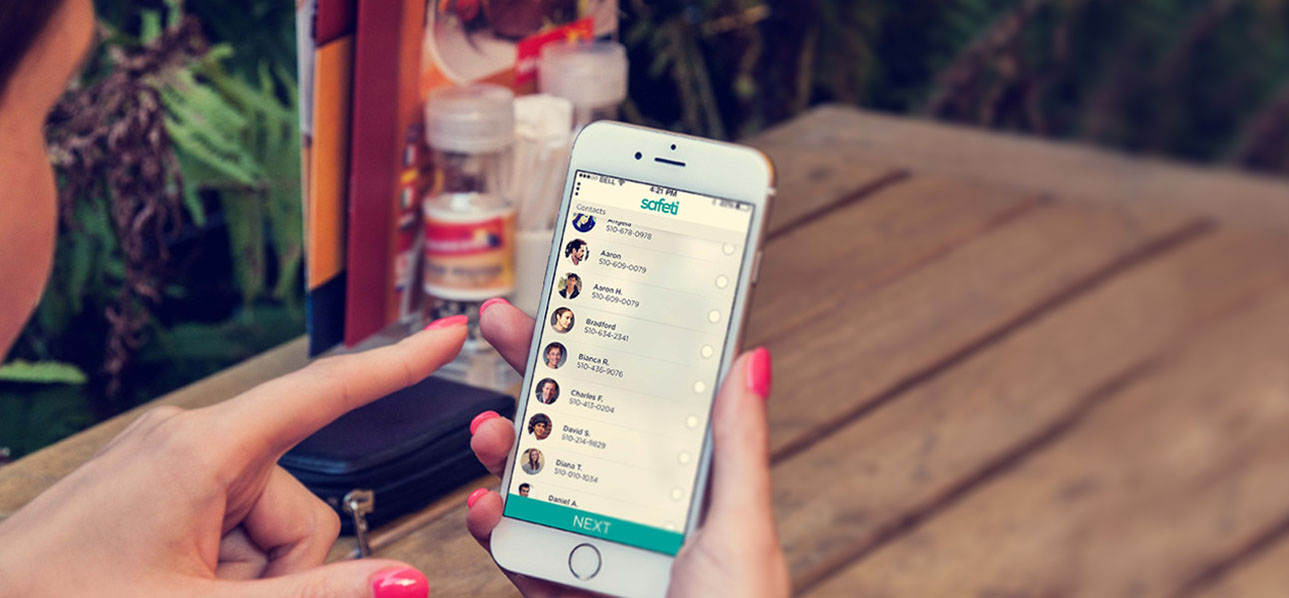 BELL
4:21 PM
safeti
Contacts
510-678-0978
Aaron
510-609-0079
Aaron H.
510-609-0079
Bradford
510-634-2341
Bianca R.
510-436-9076
Charles F.
510-413-0204
David S.
510-214-9829
Diana T.
510-010-1034
Daniel A.
NEXT